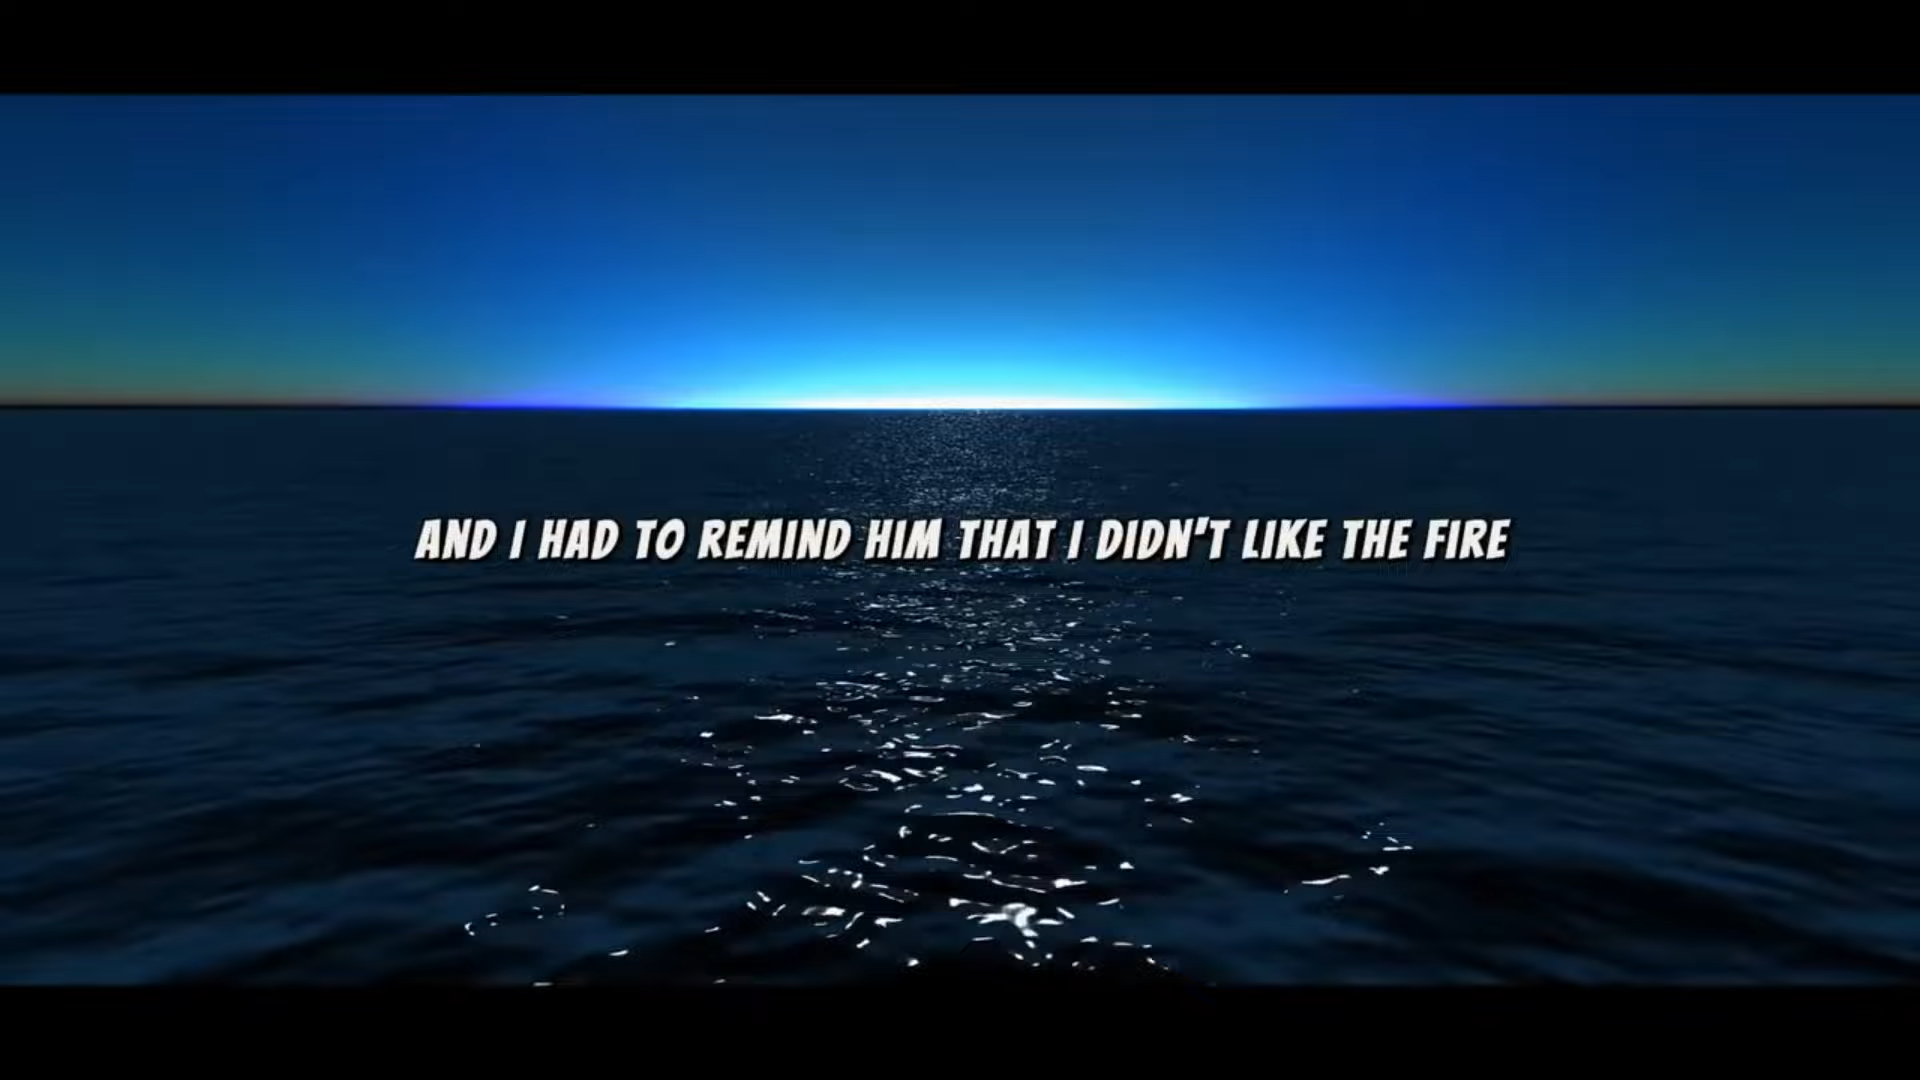 AND I HAD TO REMIND HIM THAT I DIDN'T LIKE THE FIRE